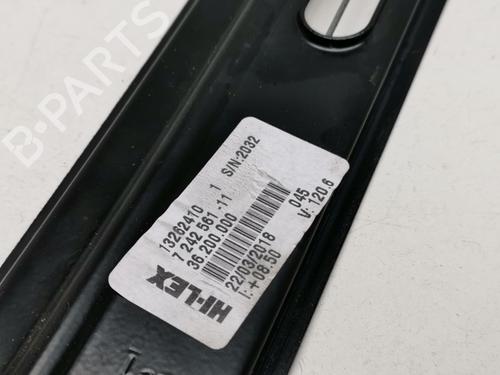 B-PARTS
13262410 1 S/N:2032
7 242 561 -11
36.200.000
22/03/2018 045
I:+08.50 V: 120.6
HI-LEX